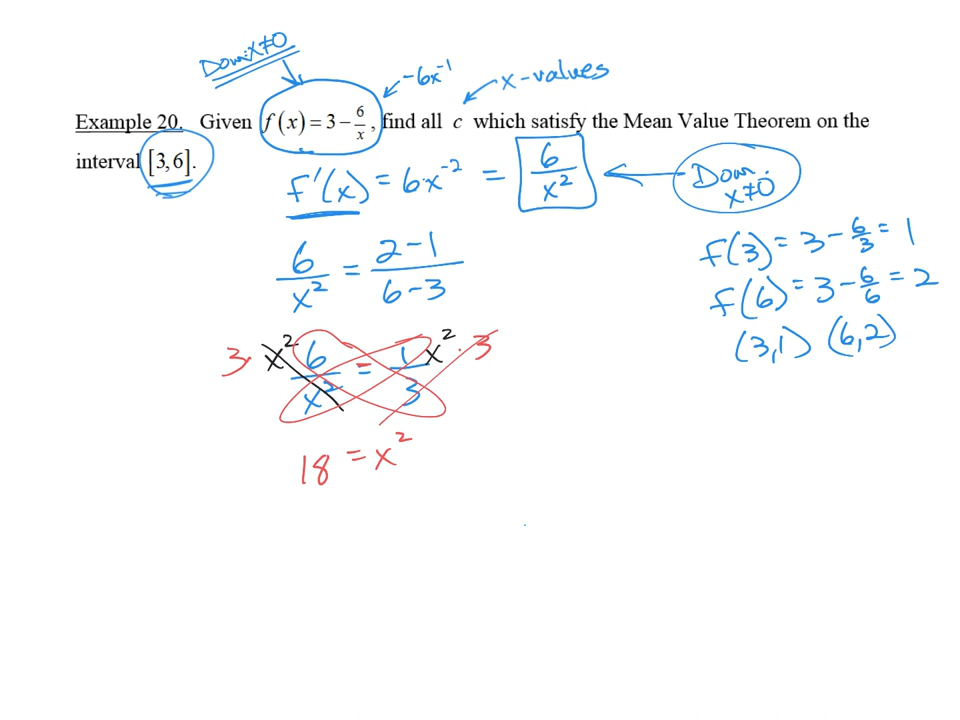 Dom: x≠0
-6x⁻¹
x-values
Example 20. Given f(x) = 3 − 6/x, find all c which satisfy the Mean Value Theorem on the
interval [3,6].
f'(x) = 6·x⁻² = 6/x²
Dom: x≠0
f(3) = 3 − 6/3 = 1
6/x² = (2−1)/(6−3)
f(6) = 3 − 6/6 = 2
(3,1) (6,2)
3· x² 6/x² = 1/3 x² · 3
18 = x²